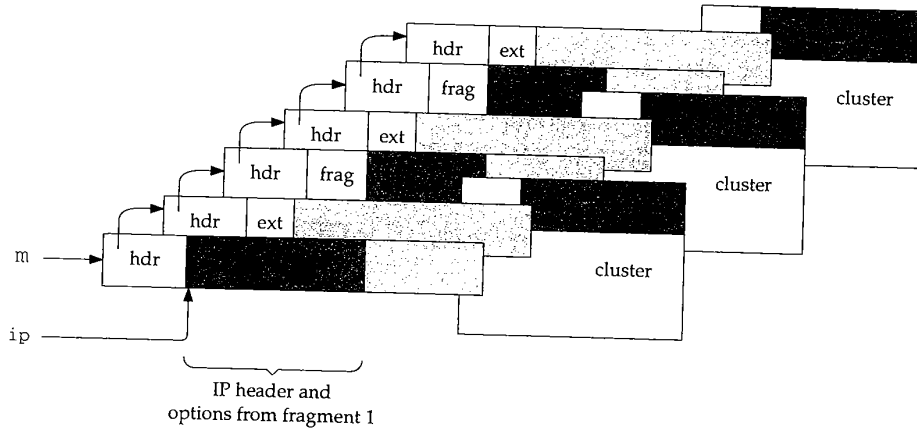 hdr ext
hdr frag
cluster
hdr ext
hdr frag
cluster
hdr ext
m hdr
cluster
ip
IP header and
options from fragment 1